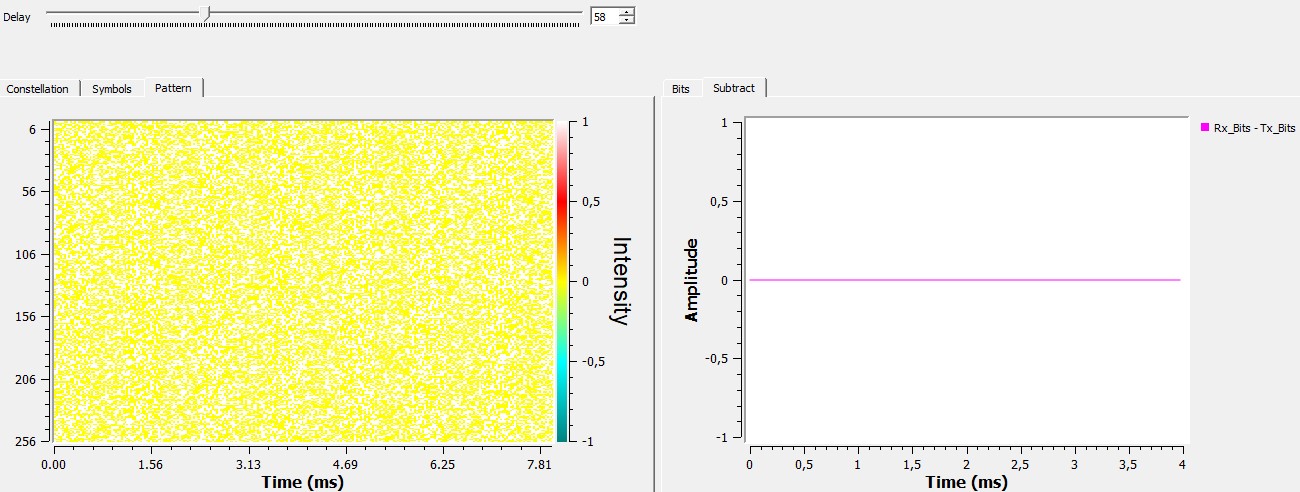 Delay 58
Constellation Symbols Pattern
Bits Subtract
6
56
106
156
206
256
0.00 1.56 3.13 4.69 6.25 7.81
Time (ms)
1
0,5
0
-0,5
-1
Intensity
1
0,5
0
-0,5
-1
Amplitude
0 0,5 1 1,5 2 2,5 3 3,5 4
Time (ms)
Rx_Bits - Tx_Bits